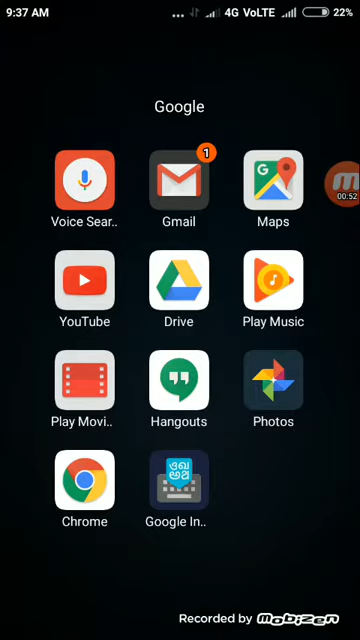 9:37 AM ... 4G VoLTE 22%
Google
1
Voice Sear..
Gmail
G
Maps
00:52
YouTube
Drive
Play Music
Play Movi..
Hangouts
Photos
Chrome
Google In..
Recorded by Mobizen